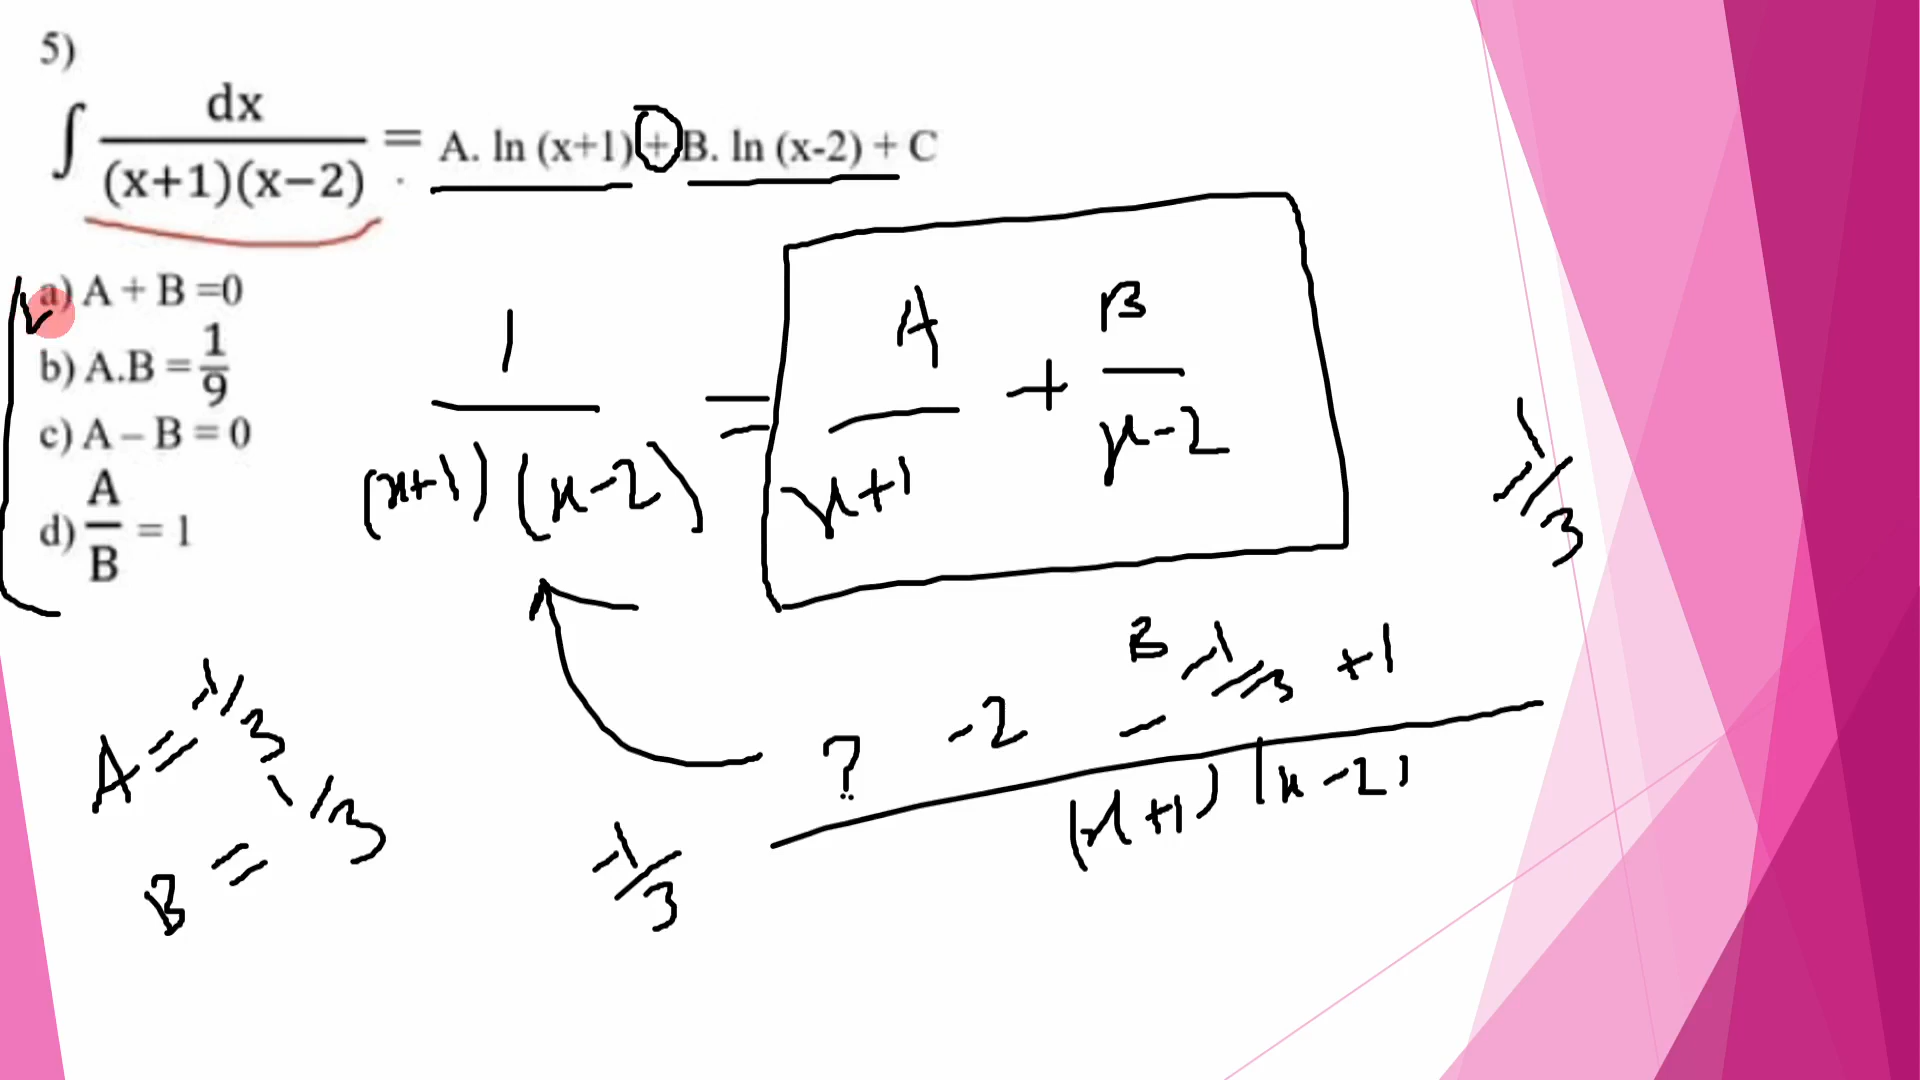 5)
∫ dx / (x+1)(x−2) = A. ln (x+1) + B. ln (x-2) + C
a) A + B =0
b) A.B = 1/9
c) A – B = 0
d) A/B = 1
1 / (x+1) (x-2) = A / x+1 + B / x-2
1/3
B 1/3 +1
? -2 -
(x+1) (x-2)
A = 1/3
B = 1/3
-1/3